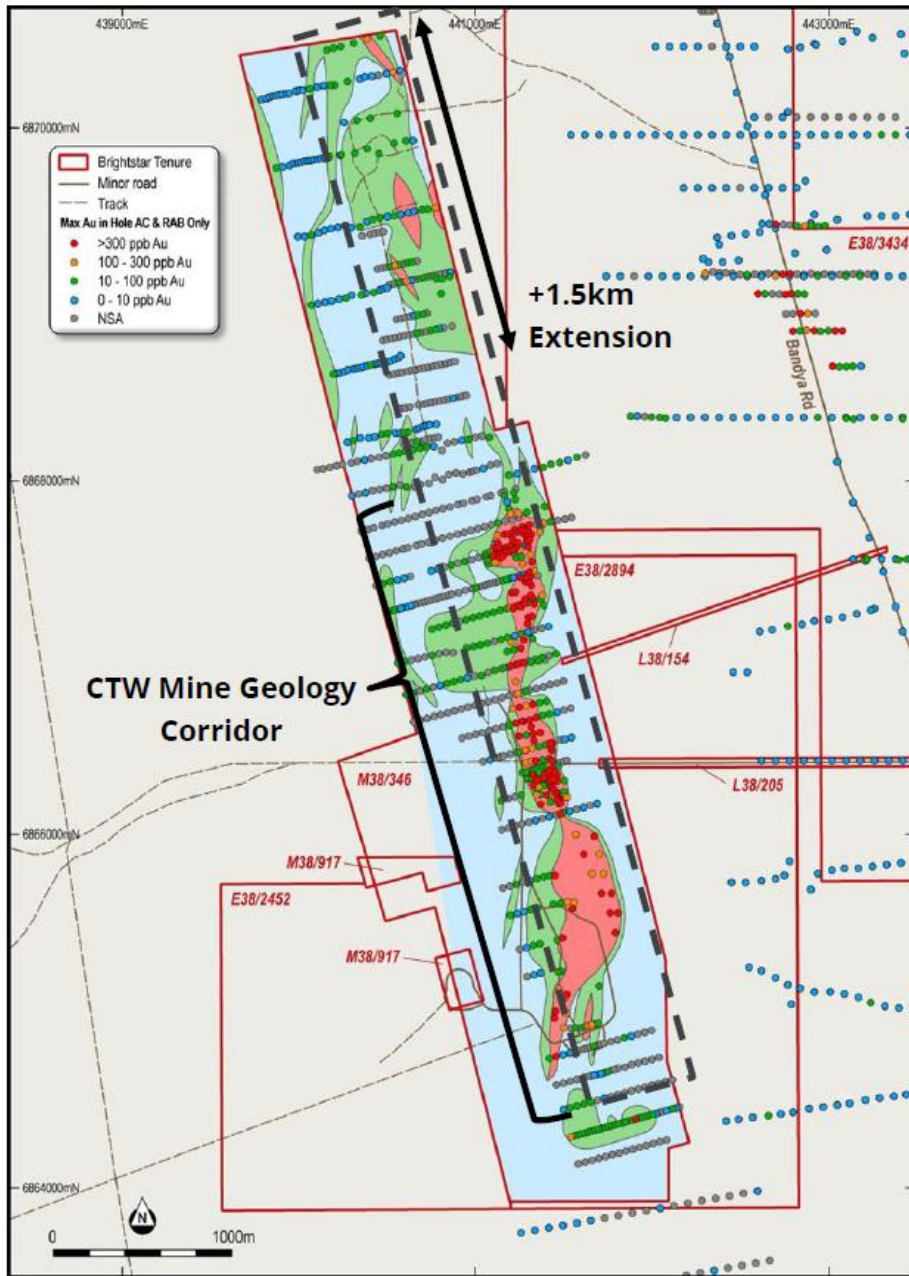 439000mE
441000mE
443000mE
6870000mN
Brightstar Tenure
Minor road
Track
Max Au in Hole AC & RAB Only
>300 ppb Au
100 - 300 ppb Au
10 - 100 ppb Au
0 - 10 ppb Au
NSA
E38/3434
+1.5km
Extension
Bandya Rd
6868000mN
E38/2894
L38/154
CTW Mine Geology
Corridor
M38/346
L38/205
6866000mN
M38/917
E38/2452
M38/917
6864000mN
N
0
1000m